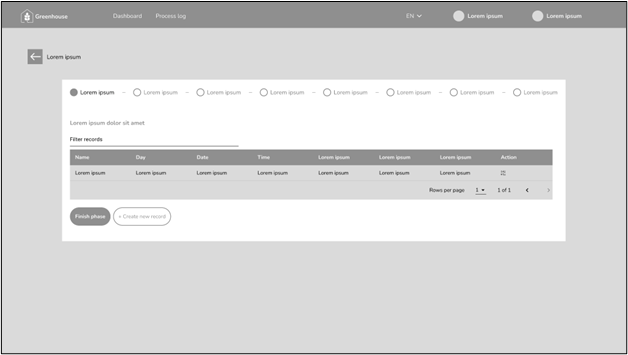 Greenhouse Dashboard Process log EN Lorem ipsum Lorem ipsum
Lorem ipsum
Lorem ipsum – Lorem ipsum – Lorem ipsum – Lorem ipsum – Lorem ipsum – Lorem ipsum – Lorem ipsum – Lorem ipsum
Lorem ipsum dolor sit amet
Filter records
Name Day Date Time Lorem ipsum Lorem ipsum Lorem ipsum Action
Lorem ipsum Lorem ipsum Lorem ipsum Lorem ipsum Lorem ipsum Lorem ipsum Lorem ipsum
Rows per page 1 1 of 1
Finish phase + Create new record